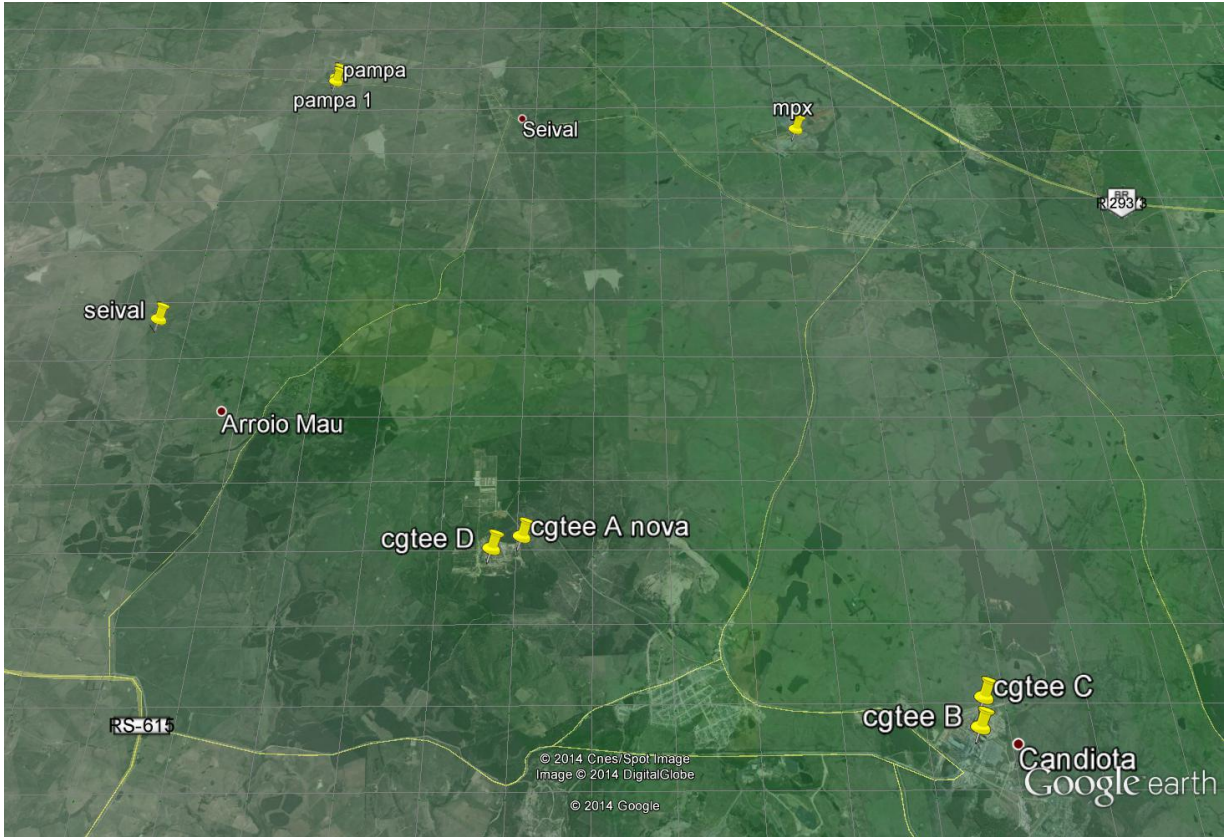 pampa
pampa 1
Seival
mpx
BR
seival
Arroio Mau
cgtee D
cgtee A nova
cgtee C
cgtee B
RS-615
Candiota
© 2014 Cnes/Spot Image
Image © 2014 DigitalGlobe
© 2014 Google
Google earth